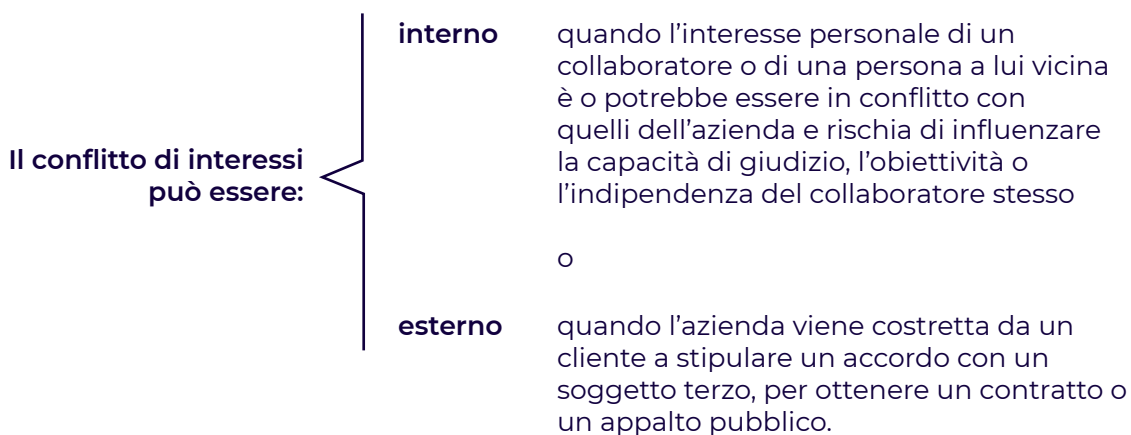 Il conflitto di interessi
può essere:
interno
quando l’interesse personale di un
collaboratore o di una persona a lui vicina
è o potrebbe essere in conflitto con
quelli dell’azienda e rischia di influenzare
la capacità di giudizio, l’obiettività o
l’indipendenza del collaboratore stesso
o
esterno
quando l’azienda viene costretta da un
cliente a stipulare un accordo con un
soggetto terzo, per ottenere un contratto o
un appalto pubblico.